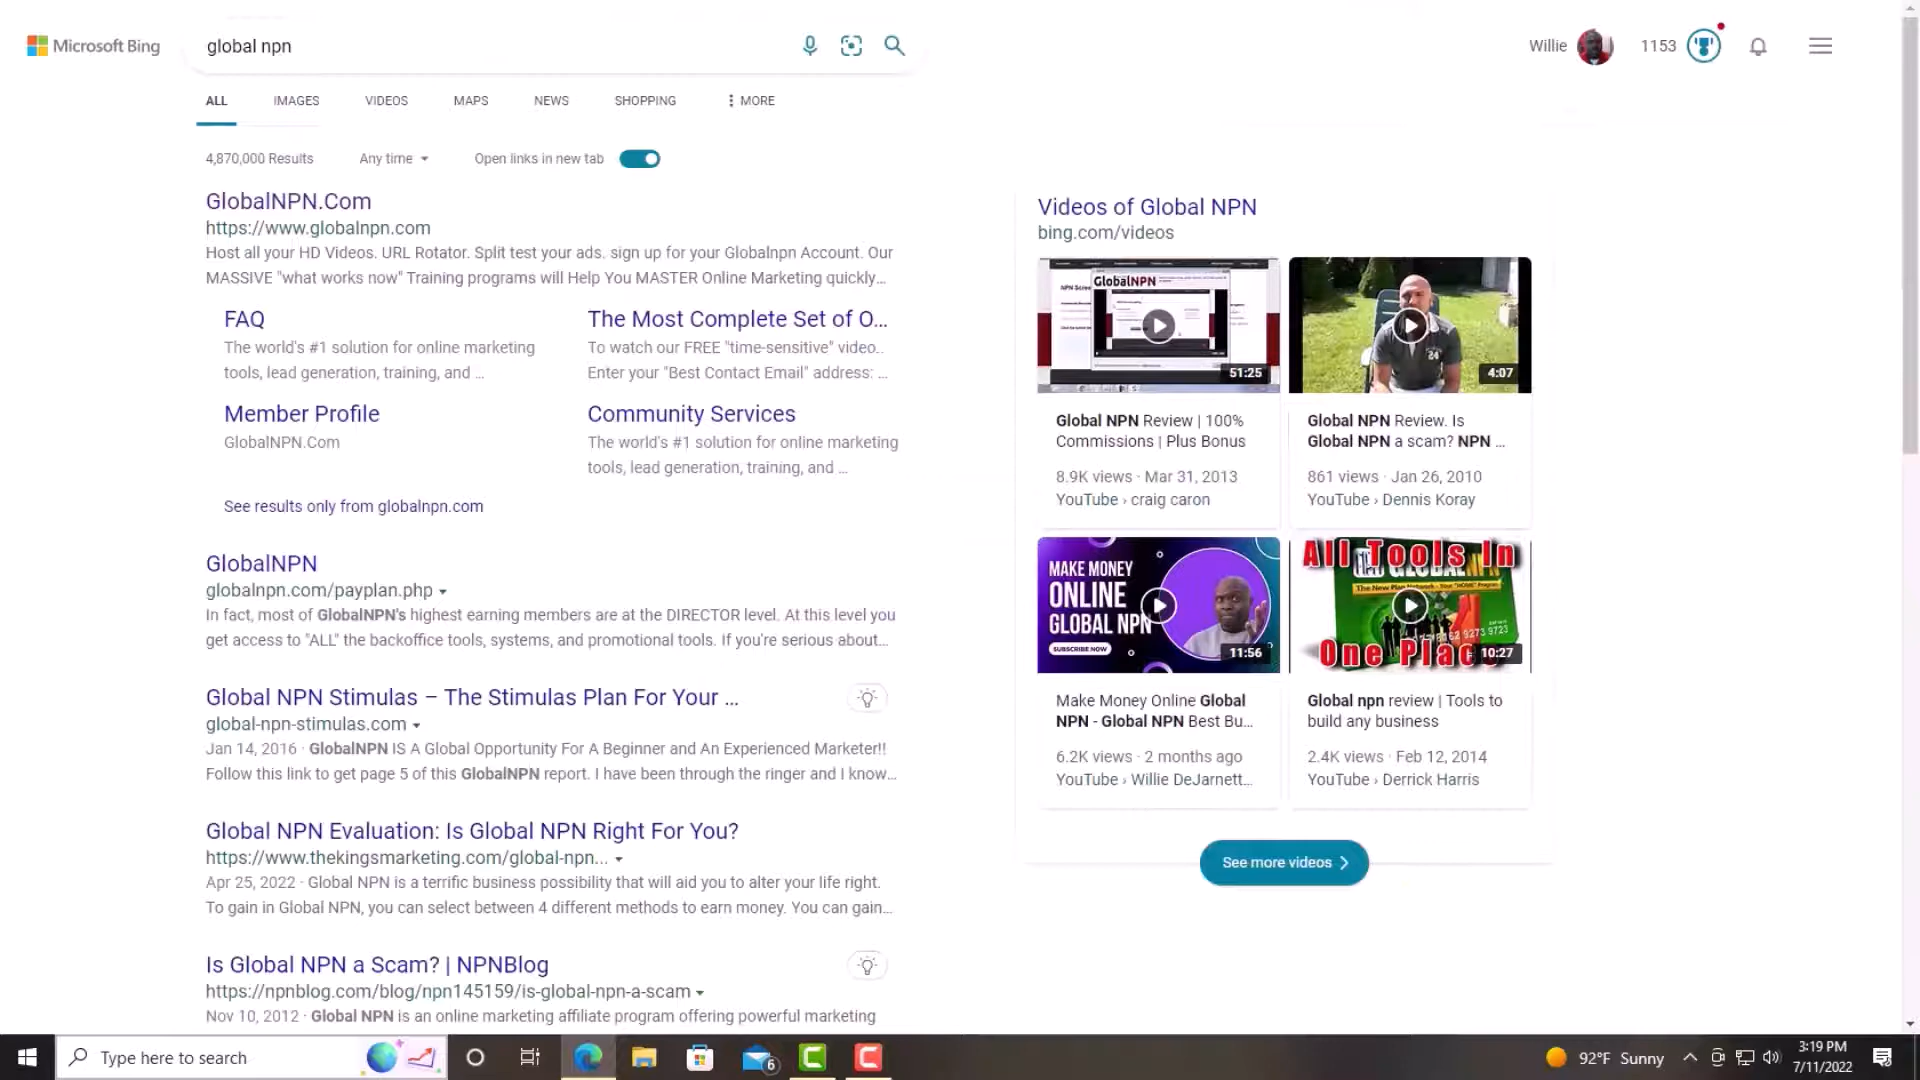 Microsoft Bing
global npn
Willie
1153
ALL
IMAGES
VIDEOS
MAPS
NEWS
SHOPPING
MORE
4,870,000 Results
Any time
Open links in new tab
GlobalNPN.Com
https://www.globalnpn.com
Host all your HD Videos. URL Rotator. Split test your ads. sign up for your Globalnpn Account. Our
MASSIVE "what works now" Training programs will Help You MASTER Online Marketing quickly...
FAQ
The world's #1 solution for online marketing
tools, lead generation, training, and ...
The Most Complete Set of O...
To watch our FREE "time-sensitive" video..
Enter your "Best Contact Email" address: ...
Member Profile
GlobalNPN.Com
Community Services
The world's #1 solution for online marketing
tools, lead generation, training, and ...
See results only from globalnpn.com
GlobalNPN
globalnpn.com/payplan.php
In fact, most of GlobalNPN's highest earning members are at the DIRECTOR level. At this level you
get access to "ALL" the backoffice tools, systems, and promotional tools. If you're serious about...
Global NPN Stimulas – The Stimulas Plan For Your ...
global-npn-stimulas.com
Jan 14, 2016 · GlobalNPN IS A Global Opportunity For A Beginner and An Experienced Marketer!!
Follow this link to get page 5 of this GlobalNPN report. I have been through the ringer and I know...
Global NPN Evaluation: Is Global NPN Right For You?
https://www.thekingsmarketing.com/global-npn...
Apr 25, 2022 · Global NPN is a terrific business possibility that will aid you to alter your life right.
To gain in Global NPN, you can select between 4 different methods to earn money. You can gain...
Is Global NPN a Scam? | NPNBlog
https://npnblog.com/blog/npn145159/is-global-npn-a-scam
Nov 10, 2012 · Global NPN is an online marketing affiliate program offering powerful marketing
Videos of Global NPN
bing.com/videos
GlobalNPN
51:25
24
4:07
Global NPN Review | 100%
Commissions | Plus Bonus
8.9K views · Mar 31, 2013
YouTube › craig caron
Global NPN Review. Is
Global NPN a scam? NPN ...
861 views · Jan 26, 2010
YouTube › Dennis Koray
MAKE MONEY
ONLINE
GLOBAL NPN
SUBSCRIBE NOW
11:56
All Tools In
GLOBALNPN
One Place
10:27
Make Money Online Global
NPN - Global NPN Best Bu...
6.2K views · 2 months ago
YouTube › Willie DeJarnett...
Global npn review | Tools to
build any business
2.4K views · Feb 12, 2014
YouTube › Derrick Harris
See more videos
Type here to search
6
92°F Sunny
3:19 PM
7/11/2022